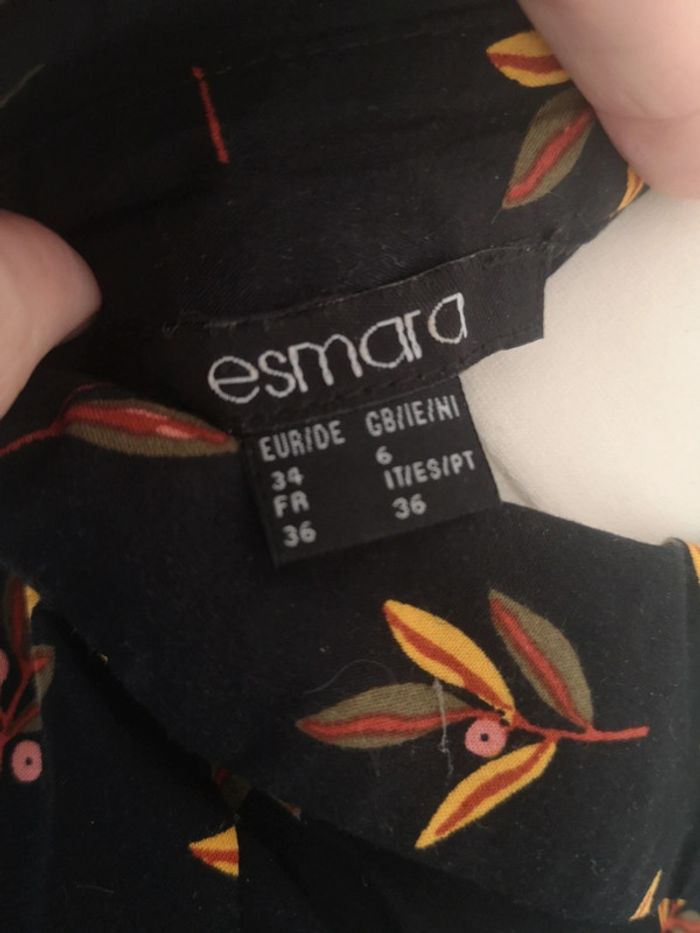 esmara
EUR/DE GB/IE/NI
34 6
FR IT/ES/PT
36 36